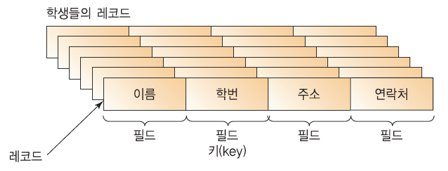 학생들의 레코드
이름 학번 주소 연락처
필드 필드 필드 필드
키(key)
레코드